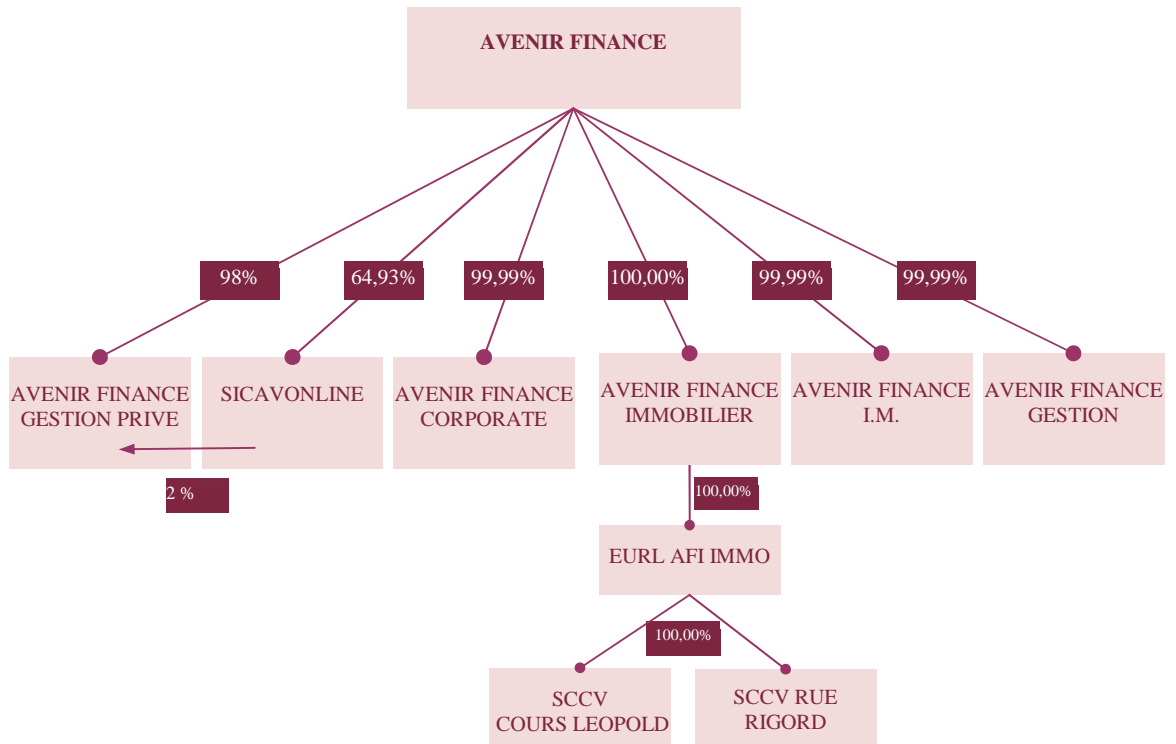 AVENIR FINANCE
98%
64,93%
99,99%
100,00%
99,99%
99,99%
AVENIR FINANCE
GESTION PRIVE
SICAVONLINE
AVENIR FINANCE
CORPORATE
AVENIR FINANCE
IMMOBILIER
AVENIR FINANCE
I.M.
AVENIR FINANCE
GESTION
2 %
100,00%
EURL AFI IMMO
100,00%
SCCV
COURS LEOPOLD
SCCV RUE
RIGORD